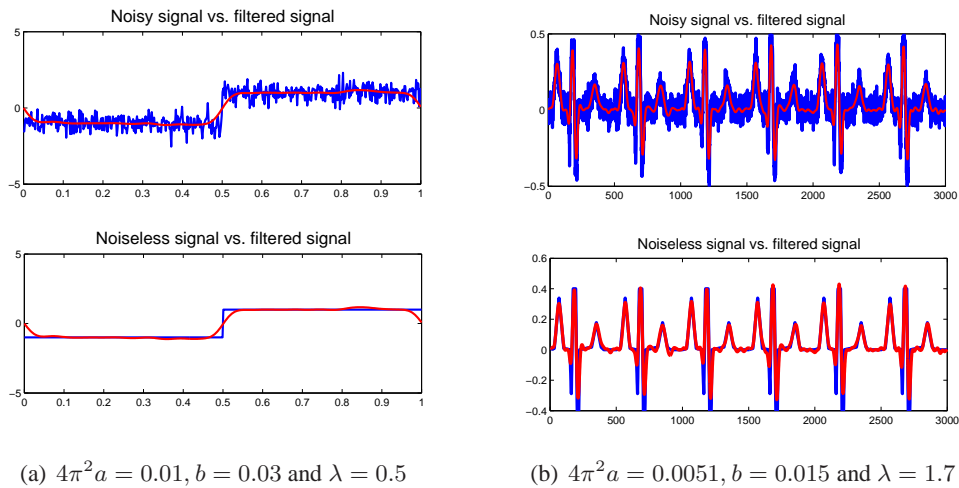 Noisy signal vs. filtered signal
5
0
−5
0 0.1 0.2 0.3 0.4 0.5 0.6 0.7 0.8 0.9 1
Noiseless signal vs. filtered signal
5
0
−5
0 0.1 0.2 0.3 0.4 0.5 0.6 0.7 0.8 0.9 1
(a) 4π²a = 0.01, b = 0.03 and λ = 0.5
Noisy signal vs. filtered signal
0.5
0
−0.5
0 500 1000 1500 2000 2500 3000
Noiseless signal vs. filtered signal
0.6
0.4
0.2
0
−0.2
−0.4
0 500 1000 1500 2000 2500 3000
(b) 4π²a = 0.0051, b = 0.015 and λ = 1.7